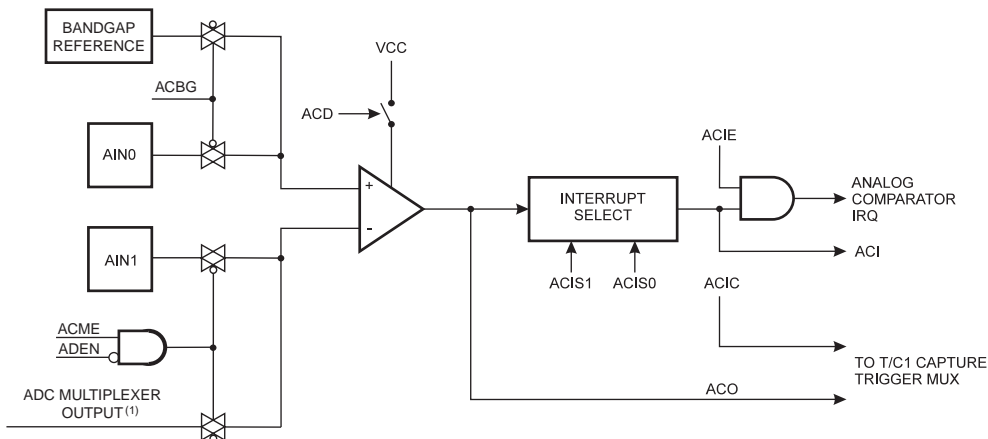 BANDGAP
REFERENCE
VCC
ACBG
ACD
AIN0
ACIE
+
-
INTERRUPT
SELECT
ANALOG
COMPARATOR
IRQ
AIN1
ACI
ACIS1
ACIS0
ACIC
ACME
ADEN
TO T/C1 CAPTURE
TRIGGER MUX
ADC MULTIPLEXER
OUTPUT(1)
ACO